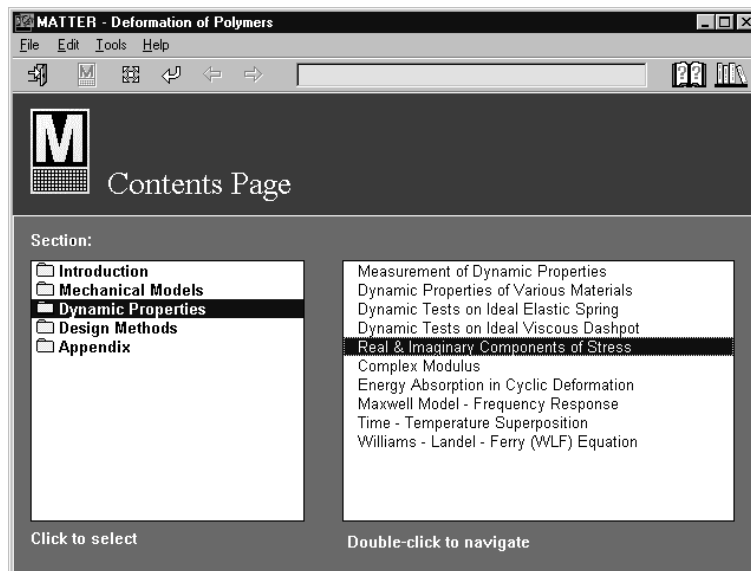 MATTER - Deformation of Polymers
File Edit Tools Help
M
??
M
Contents Page
Section:
Introduction
Mechanical Models
Dynamic Properties
Design Methods
Appendix
Click to select
Measurement of Dynamic Properties
Dynamic Properties of Various Materials
Dynamic Tests on Ideal Elastic Spring
Dynamic Tests on Ideal Viscous Dashpot
Real & Imaginary Components of Stress
Complex Modulus
Energy Absorption in Cyclic Deformation
Maxwell Model - Frequency Response
Time - Temperature Superposition
Williams - Landel - Ferry (WLF) Equation
Double-click to navigate